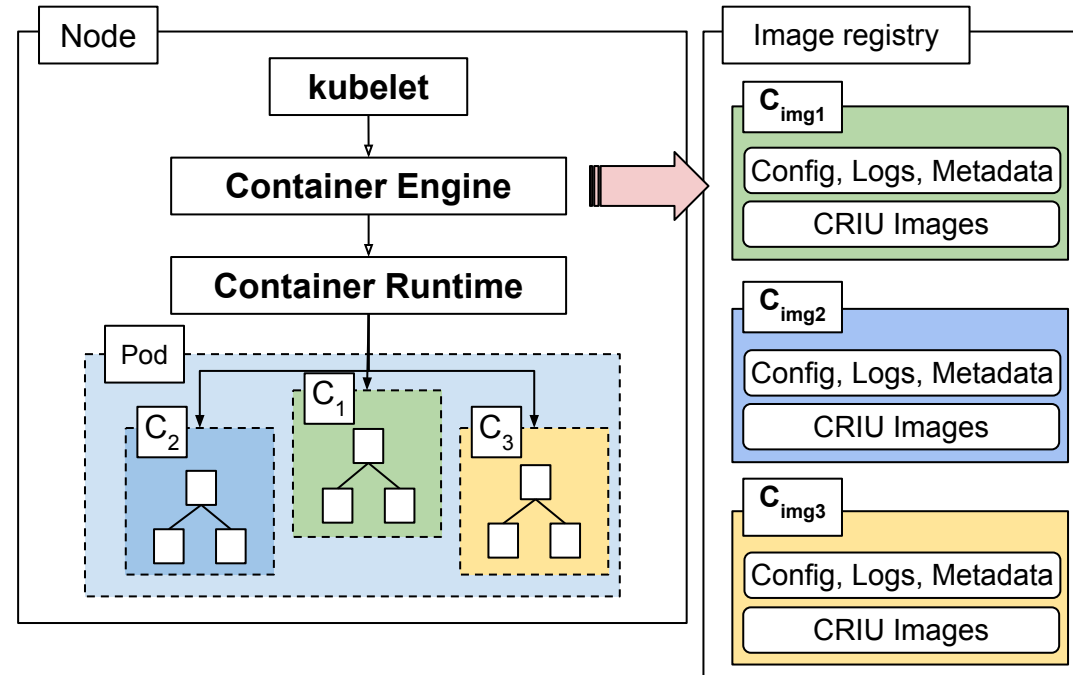 Node
kubelet
Container Engine
Container Runtime
Pod
C1
C2
C3
Image registry
Cimg1
Config, Logs, Metadata
CRIU Images
Cimg2
Config, Logs, Metadata
CRIU Images
Cimg3
Config, Logs, Metadata
CRIU Images